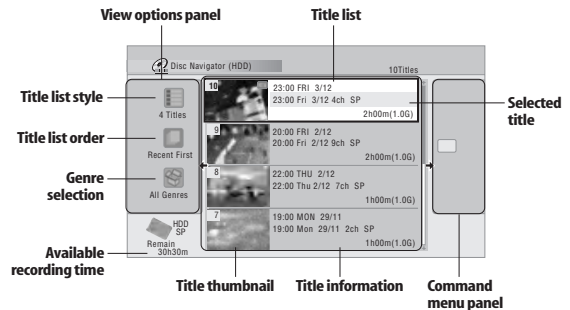 View options panel
Title list
Disc Navigator (HDD)
10Titles
Title list style
4 Titles
Title list order
Recent First
Genre
selection
All Genres
HDD
SP
Remain
30h30m
Available
recording time
10
23:00 FRI 3/12
23:00 Fri 3/12 4ch SP
2h00m(1.0G)
9
20:00 FRI 2/12
20:00 Fri 2/12 9ch SP
2h00m(1.0G)
8
22:00 THU 2/12
22:00 Thu 2/12 7ch SP
1h00m(1.0G)
7
19:00 MON 29/11
19:00 Mon 29/11 2ch SP
1h00m(1.0G)
Selected
title
Title thumbnail
Title information
Command
menu panel